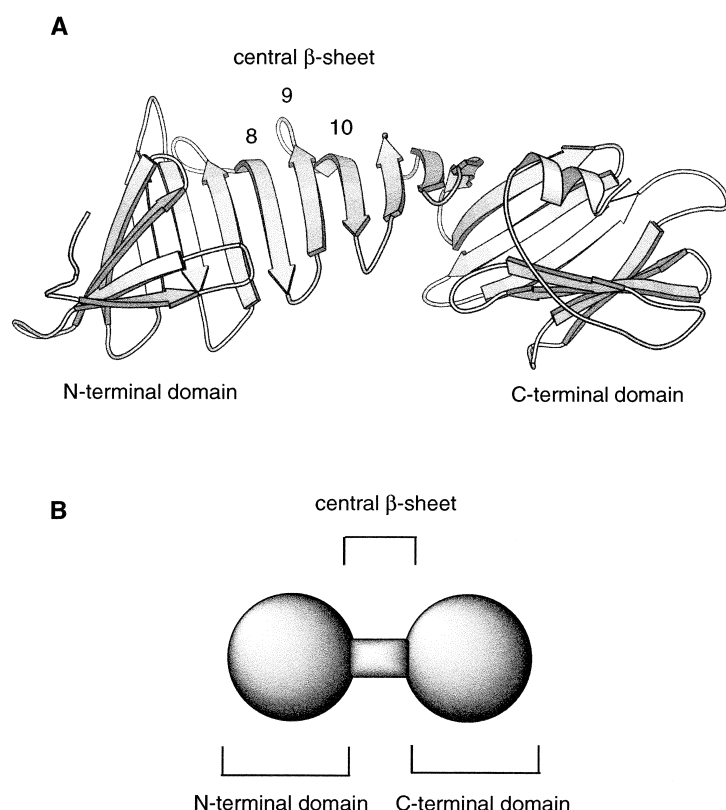 A
central β-sheet
9
8
10
N-terminal domain
C-terminal domain
B
central β-sheet
N-terminal domain
C-terminal domain